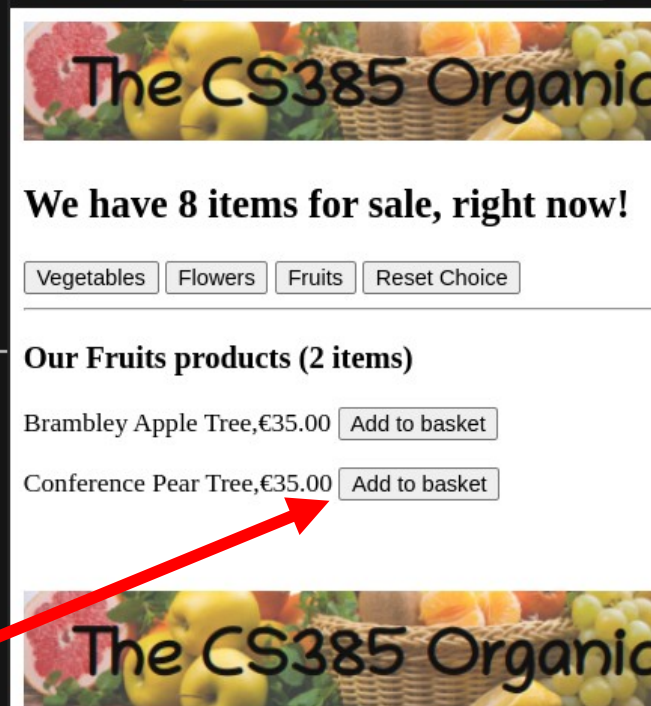 The CS385 Organic
We have 8 items for sale, right now!
Vegetables Flowers Fruits Reset Choice
Our Fruits products (2 items)
Brambley Apple Tree,€35.00 Add to basket
Conference Pear Tree,€35.00 Add to basket
The CS385 Organic